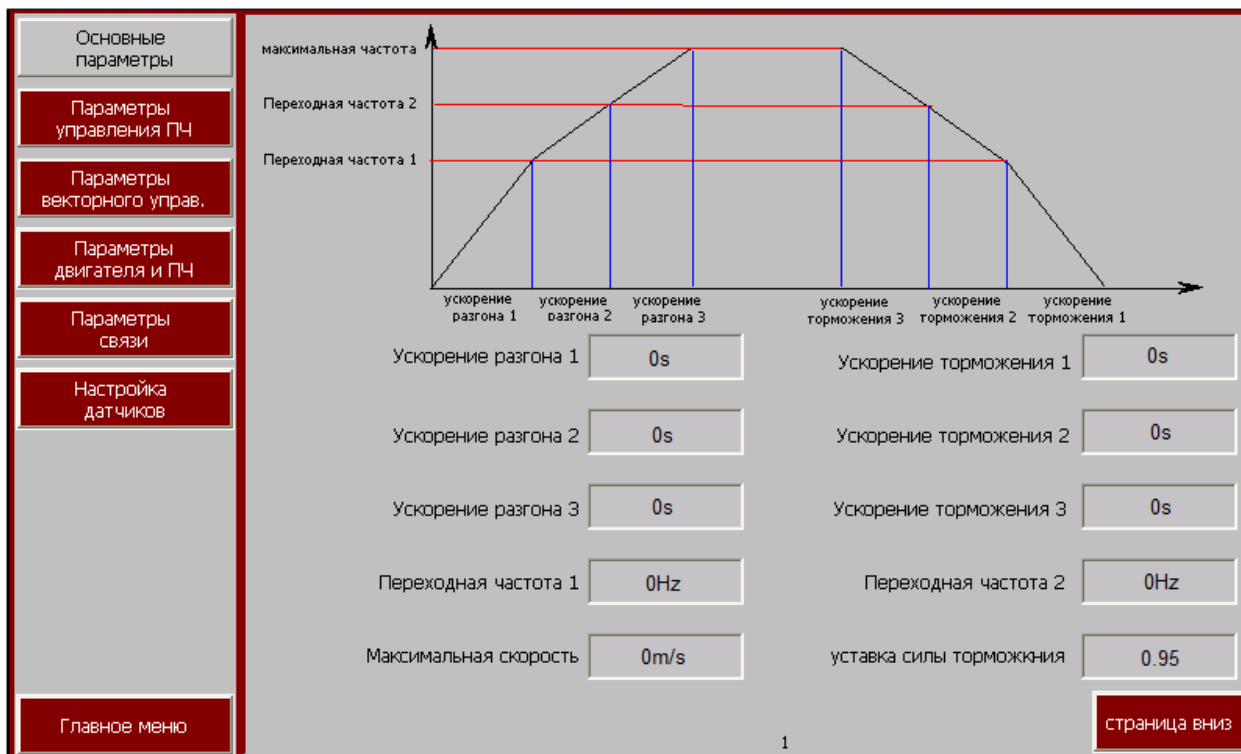 Основные
параметры
Параметры
управления ПЧ
Параметры
векторного управ.
Параметры
двигателя и ПЧ
Параметры
связи
Настройка
датчиков
Главное меню
максимальная частота
Переходная частота 2
Переходная частота 1
ускорение
разгона 1
ускорение
разгона 2
ускорение
разгона 3
ускорение
торможения 3
ускорение
торможения 2
ускорение
торможения 1
Ускорение разгона 1 0s
Ускорение торможения 1 0s
Ускорение разгона 2 0s
Ускорение торможения 2 0s
Ускорение разгона 3 0s
Ускорение торможения 3 0s
Переходная частота 1 0Hz
Переходная частота 2 0Hz
Максимальная скорость 0m/s
уставка силы торможкния 0.95
страница вниз
1